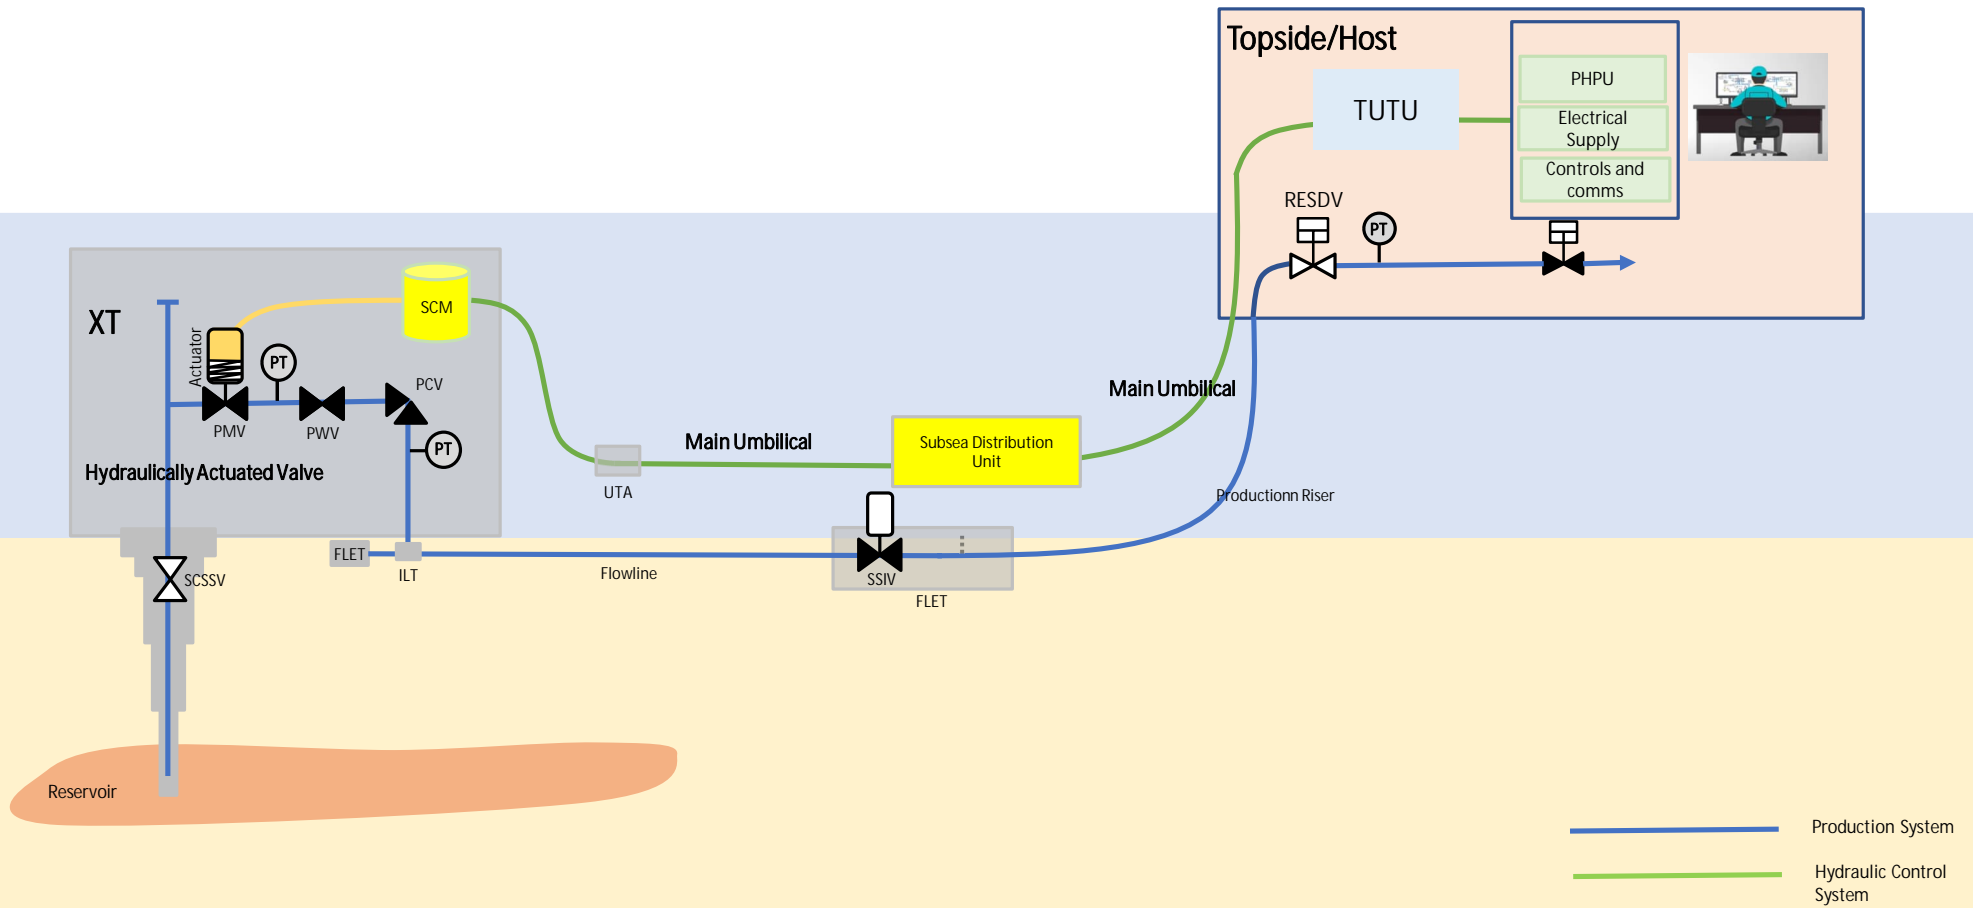 Topside/Host
PHPU
TUTU
Electrical
Supply
Controls and
comms
RESDV
PT
XT
SCM
Actuator
PT
PCV
PMV
PWV
PT
Hydraulically Actuated Valve
Main Umbilical
Main Umbilical
Subsea Distribution
Unit
UTA
Productionn Riser
FLET
ILT
Flowline
SSIV
FLET
SCSSV
Reservoir
Production System
Hydraulic Control
System